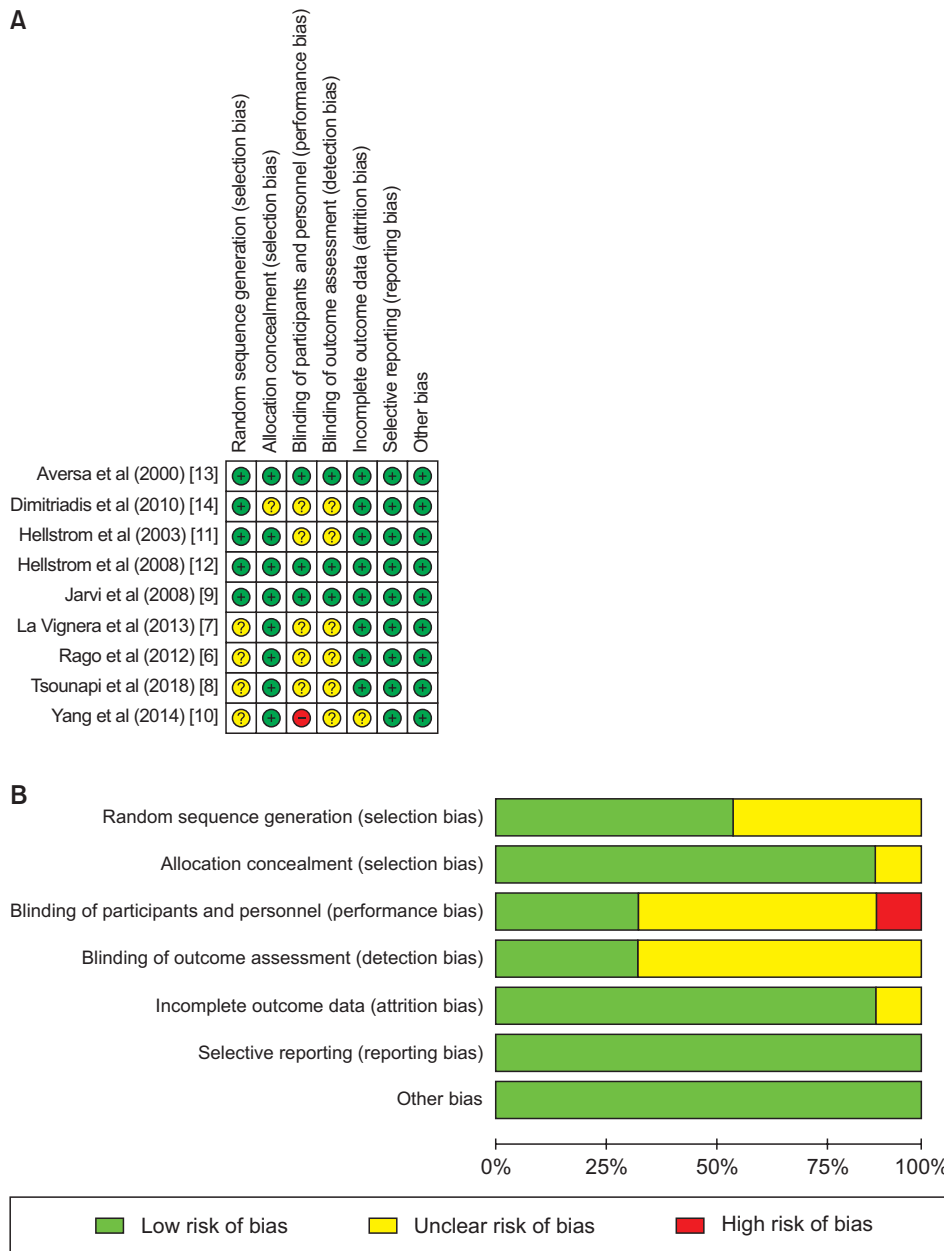 A
Random sequence generation (selection bias)
Allocation concealment (selection bias)
Blinding of participants and personnel (performance bias)
Blinding of outcome assessment (detection bias)
Incomplete outcome data (attrition bias)
Selective reporting (reporting bias)
Other bias
Aversa et al (2000) [13] + + + + + + +
Dimitriadis et al (2010) [14] + ? ? ? + + +
Hellstrom et al (2003) [11] + + ? ? + + +
Hellstrom et al (2008) [12] + + + + + + +
Jarvi et al (2008) [9] + + + + + + +
La Vignera et al (2013) [7] ? + ? ? + + +
Rago et al (2012) [6] ? + ? ? + + +
Tsounapi et al (2018) [8] ? + ? ? + + +
Yang et al (2014) [10] ? + − ? ? + +
B
Random sequence generation (selection bias)
Allocation concealment (selection bias)
Blinding of participants and personnel (performance bias)
Blinding of outcome assessment (detection bias)
Incomplete outcome data (attrition bias)
Selective reporting (reporting bias)
Other bias
0% 25% 50% 75% 100%
Low risk of bias Unclear risk of bias High risk of bias